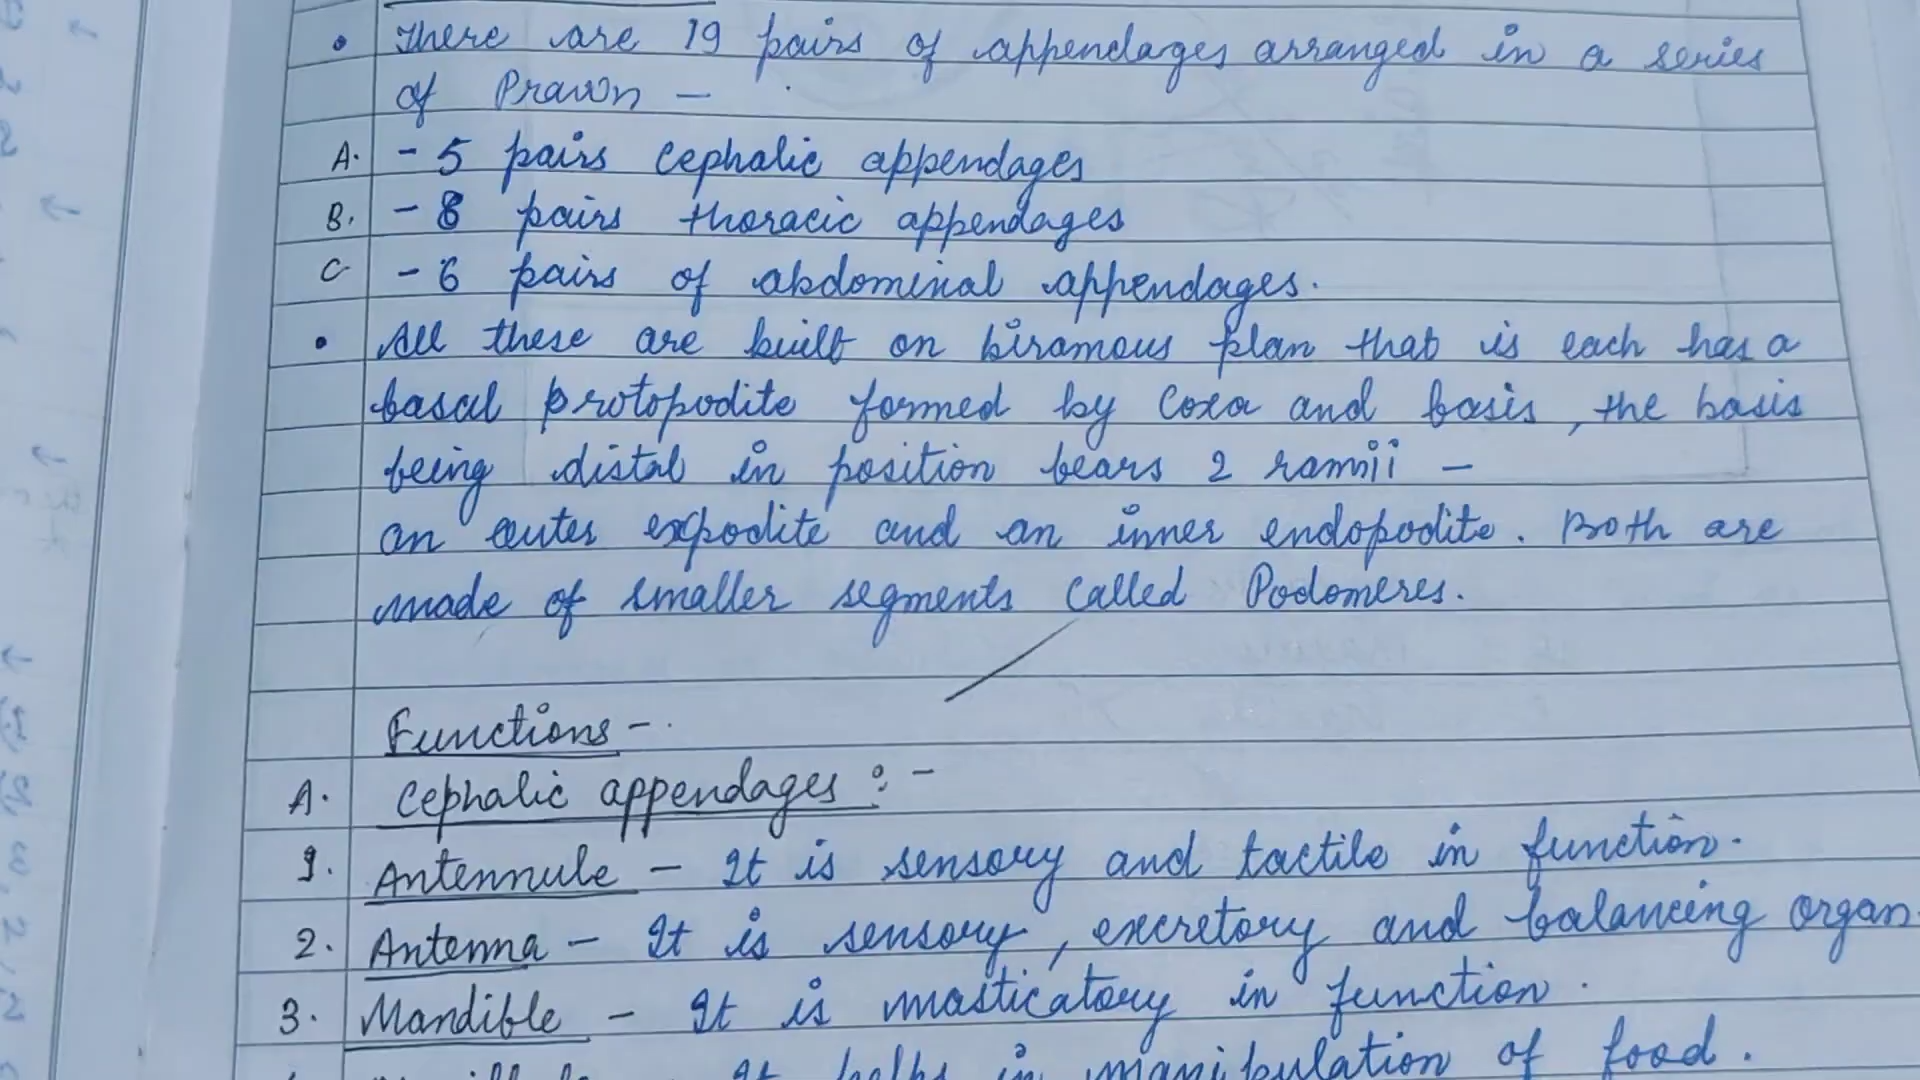 • There are 19 pairs of appendages arranged in a series
of Prawn -
A. - 5 pairs cephalic appendages
B. - 8 pairs thoracic appendages
C - 6 pairs of abdominal appendages.
• All these are built on biramous plan that is each has a
basal protopodite formed by Coxa and basis, the basis
being distal in position bears 2 ramii -
an outer expodite and an inner endopodite. Both are
made of smaller segments called Podomeres.
Functions -
A. Cephalic appendages :-
1. Antennule - It is sensory and tactile in function.
2. Antenna - It is sensory, excretory and balancing organ.
3. Mandible - It is masticatory in function.
It helps in manipulation of food.